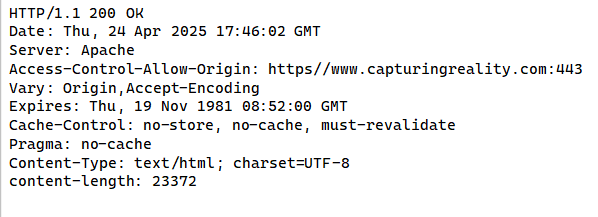 HTTP/1.1 200 OK
Date: Thu, 24 Apr 2025 17:46:02 GMT
Server: Apache
Access-Control-Allow-Origin: https//www.capturingreality.com:443
Vary: Origin,Accept-Encoding
Expires: Thu, 19 Nov 1981 08:52:00 GMT
Cache-Control: no-store, no-cache, must-revalidate
Pragma: no-cache
Content-Type: text/html; charset=UTF-8
content-length: 23372